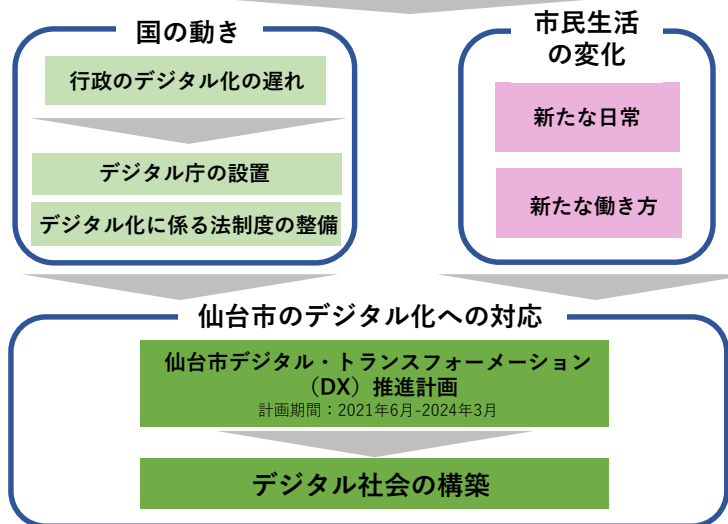 国の動き
行政のデジタル化の遅れ
デジタル庁の設置
デジタル化に係る法制度の整備
市民生活
の変化
新たな日常
新たな働き方
仙台市のデジタル化への対応
仙台市デジタル・トランスフォーメーション
（DX）推進計画
計画期間：2021年6月-2024年3月
デジタル社会の構築